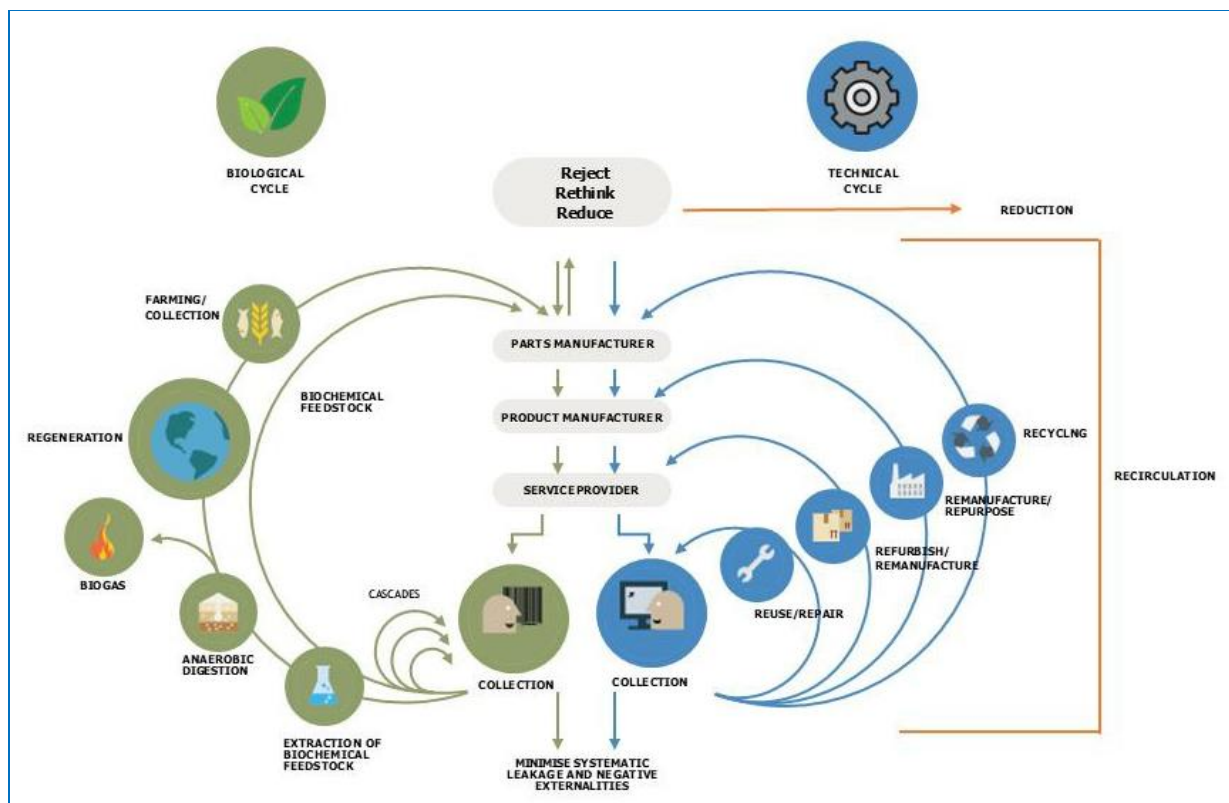 BIOLOGICAL
CYCLE
TECHNICAL
CYCLE
Reject
Rethink
Reduce
REDUCTION
FARMING/
COLLECTION
PARTS MANUFACTURER
BIOCHEMICAL
FEEDSTOCK
PRODUCT MANUFACTURER
REGENERATION
RECYCLNG
RECIRCULATION
SERVICE PROVIDER
REMANUFACTURE/
REPURPOSE
REFURBISH/
REMANUFACTURE
BIOGAS
CASCADES
REUSE/REPAIR
ANAEROBIC
DIGESTION
COLLECTION
COLLECTION
EXTRACTION OF
BIOCHEMICAL
FEEDSTOCK
MINIMISE SYSTEMATIC
LEAKAGE AND NEGATIVE
EXTERNALITIES